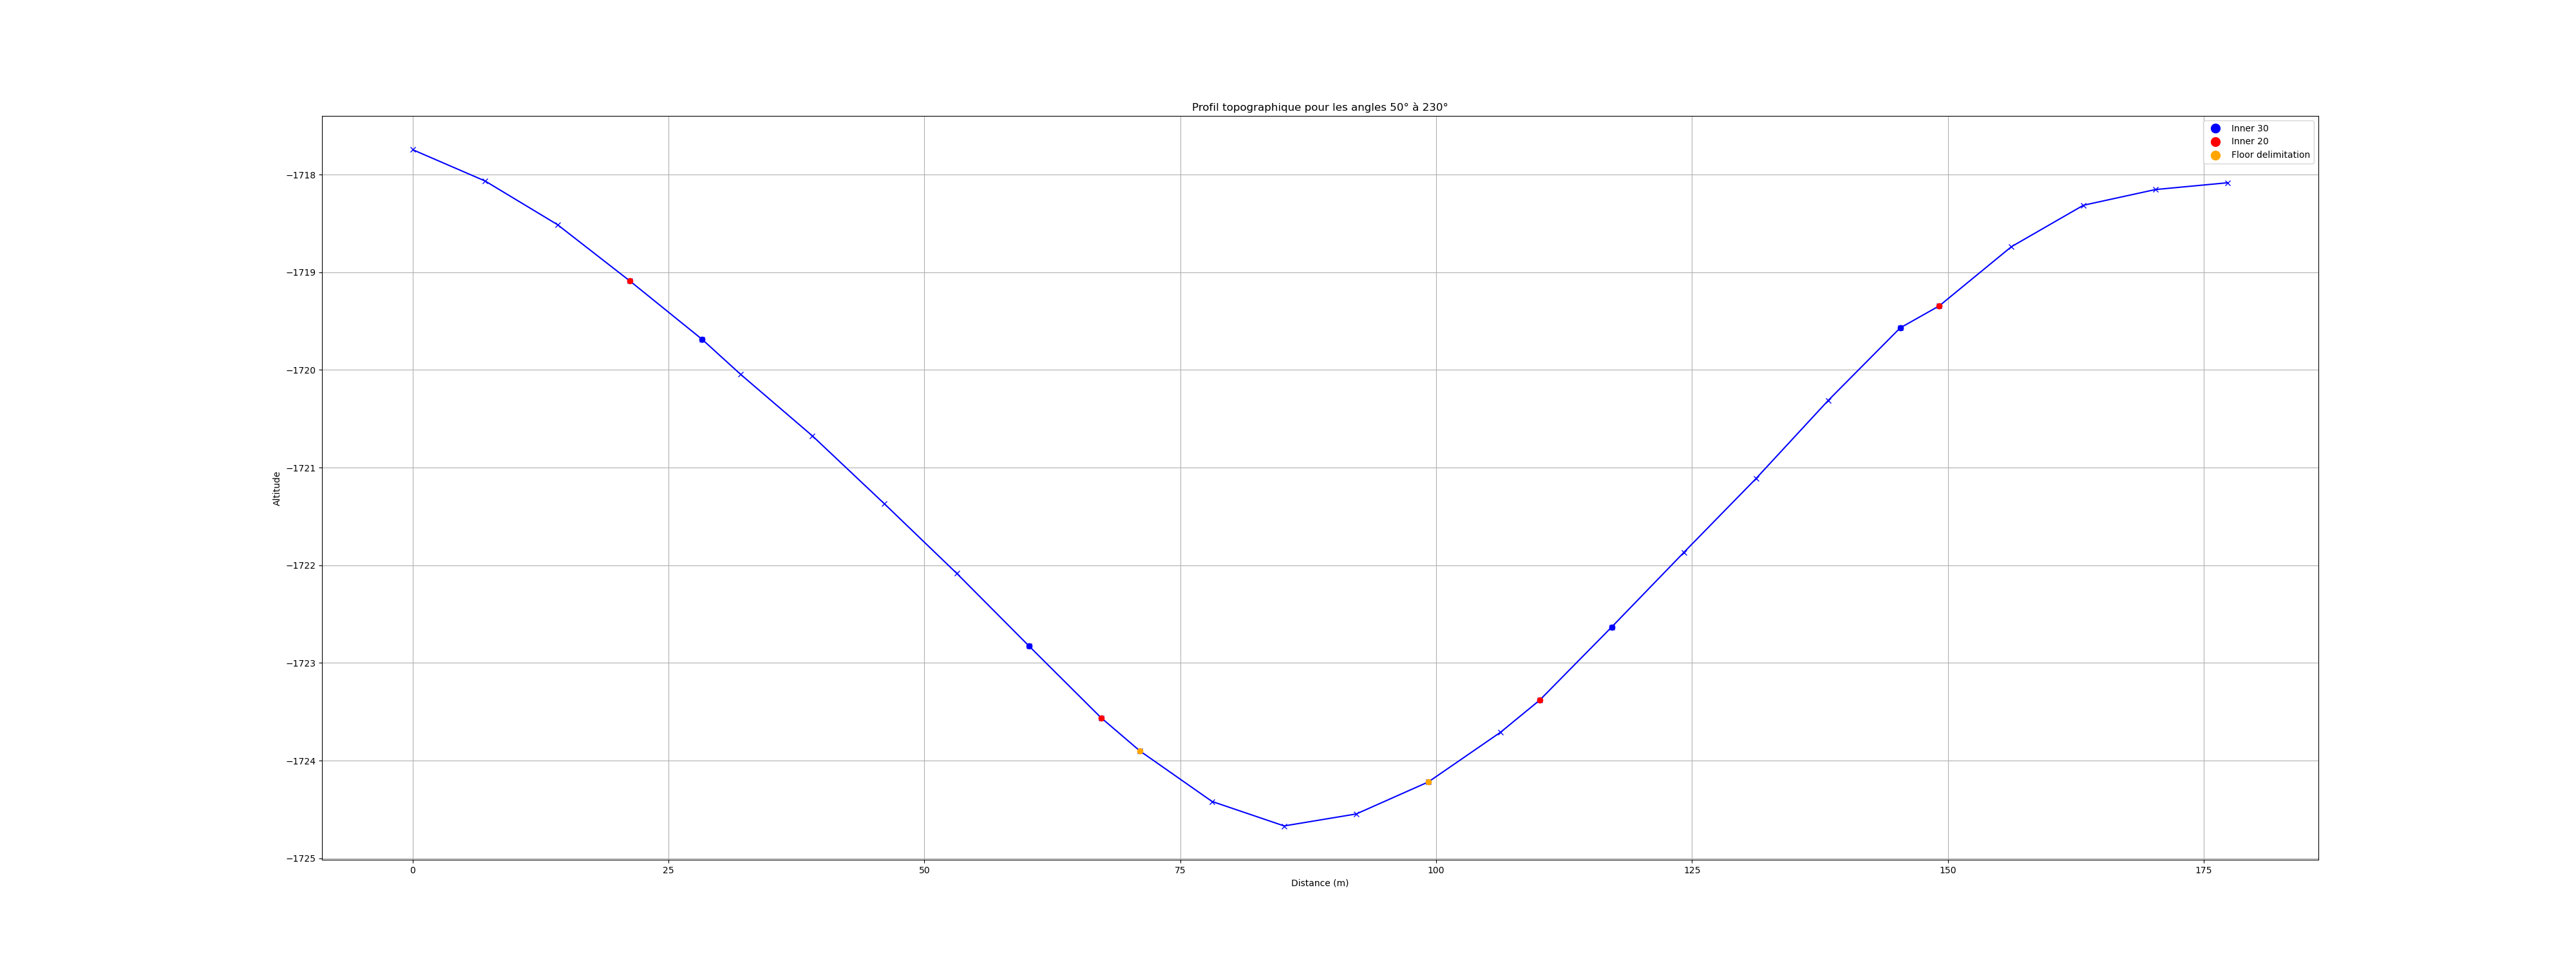 Profil topographique pour les angles 50° à 230°
Inner 30
Inner 20
Floor delimitation
−1718
−1719
−1720
−1721
−1722
−1723
−1724
−1725
Altitude
0 25 50 75 100 125 150 175
Distance (m)